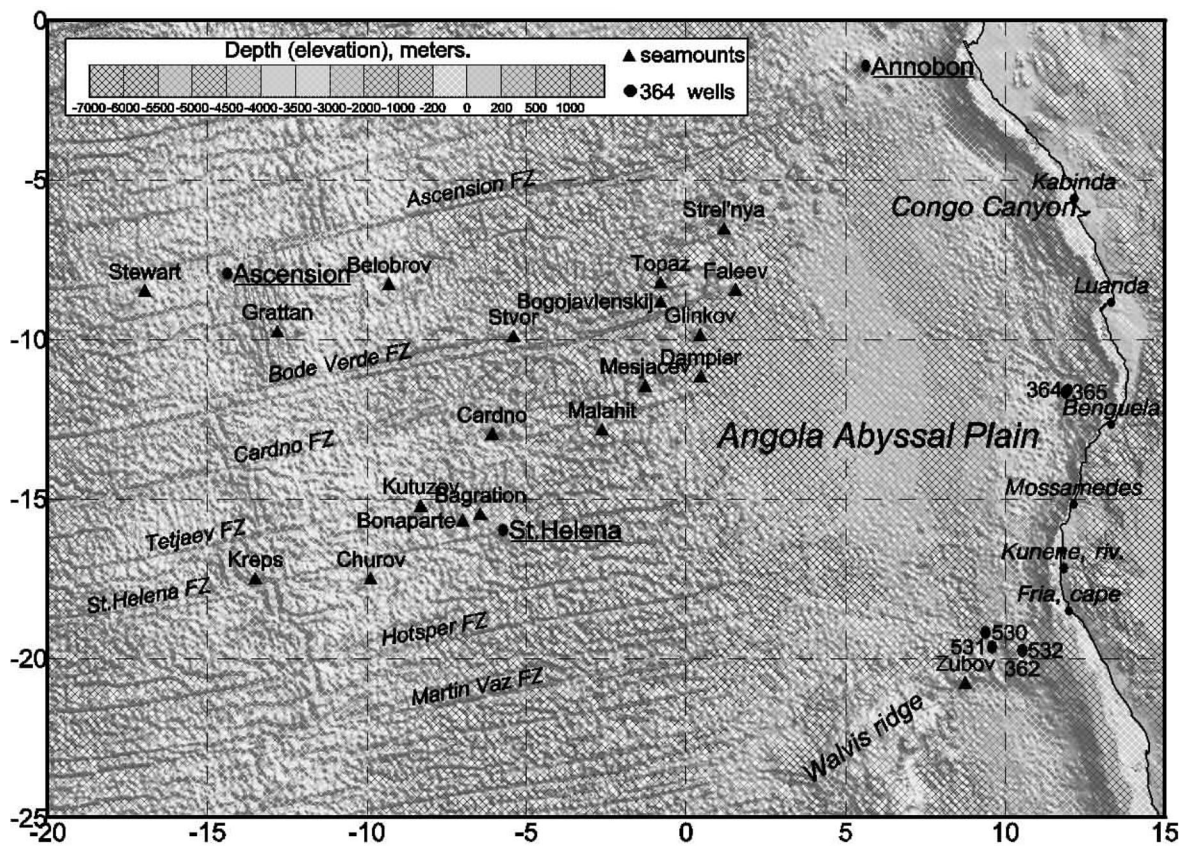 0
Depth (elevation), meters.
-7000-6000-5500-5000-4500-4000-3500-3000-2000-1000 -200 0 200 500 1000
seamounts
364 wells
Annobon
-5
Ascension FZ
Kabinda
Congo Canyon
Strel'nya
Stewart
Ascension
Belobrov
Topaz
Faleev
Luanda
Grattan
Bogojavlenskij
Stvor
Glinkov
-10
Bode Verde FZ
Mesjacev
Dampier
364
365
Benguela
Cardno
Malahit
Angola Abyssal Plain
Cardno FZ
-15
Kutuzov
Bagration
Mossamedes
Bonaparte
St.Helena
Tetjaev FZ
Kreps
Churov
Kunene, riv.
St.Helena FZ
Fria, cape
Hotsper FZ
530
531
532
-20
Zubov
362
Martin Vaz FZ
Walvis ridge
-25
-20
-15
-10
-5
0
5
10
15